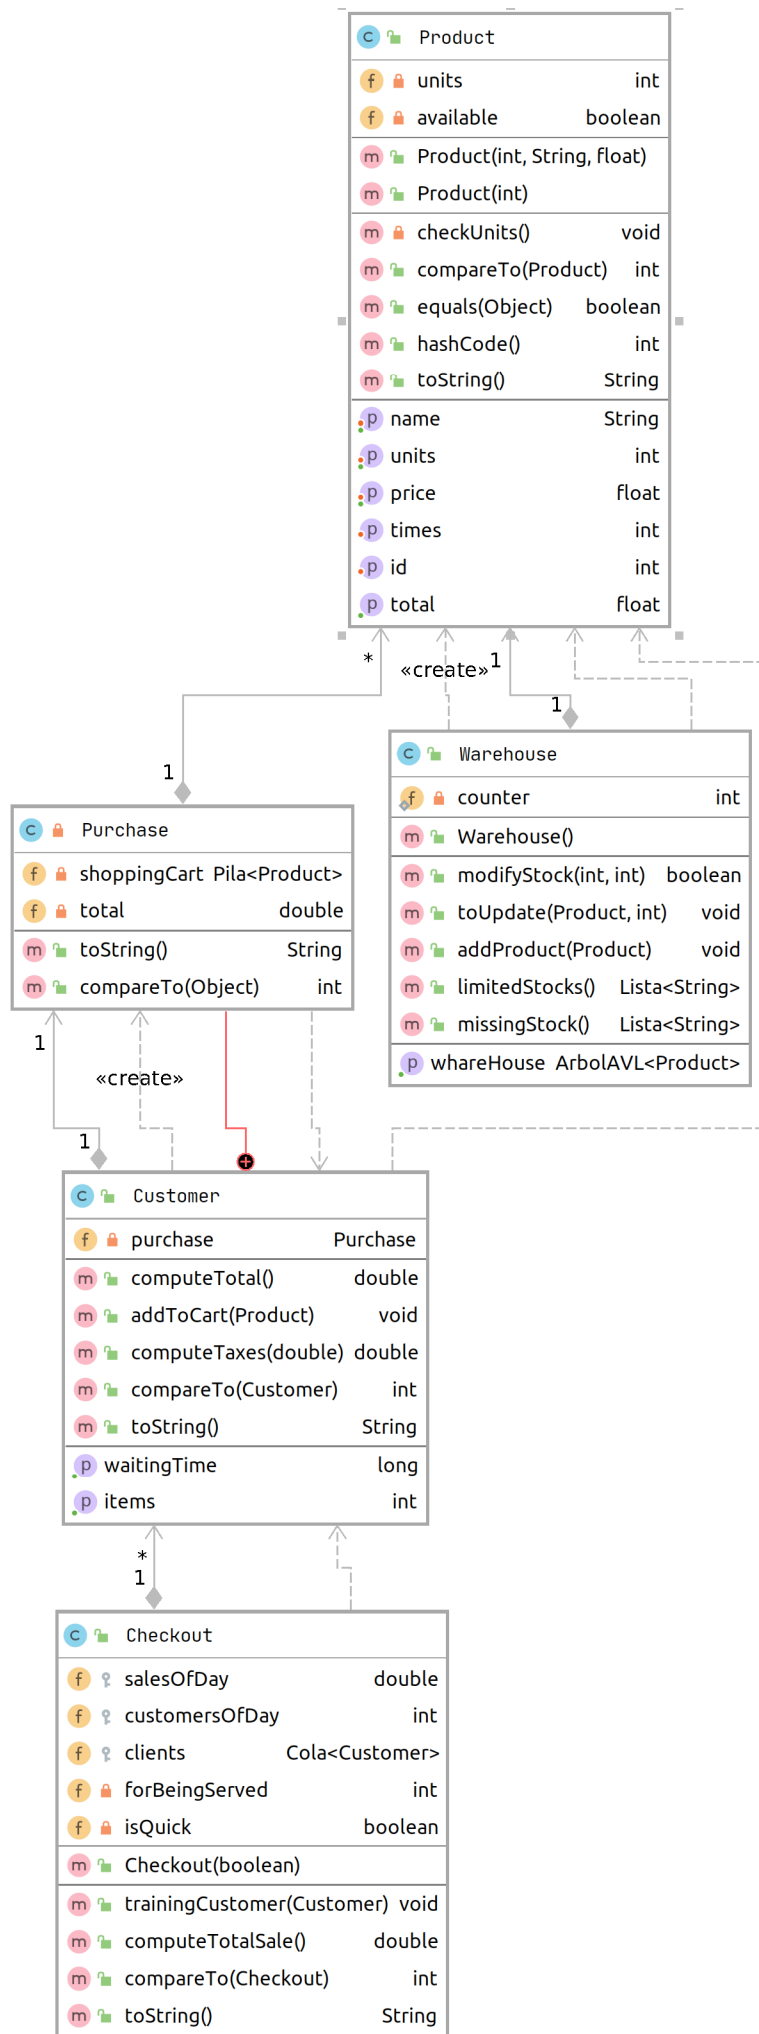 Product
units int
available boolean
Product(int, String, float)
Product(int)
checkUnits() void
compareTo(Product) int
equals(Object) boolean
hashCode() int
toString() String
name String
units int
price float
times int
id int
total float
*
«create»
1
1
1
Warehouse
counter int
Warehouse()
modifyStock(int, int) boolean
toUpdate(Product, int) void
addProduct(Product) void
limitedStocks() Lista<String>
missingStock() Lista<String>
whareHouse ArbolAVL<Product>
Purchase
shoppingCart Pila<Product>
total double
toString() String
compareTo(Object) int
1
«create»
1
Customer
purchase Purchase
computeTotal() double
addToCart(Product) void
computeTaxes(double) double
compareTo(Customer) int
toString() String
waitingTime long
items int
*
1
Checkout
salesOfDay double
customersOfDay int
clients Cola<Customer>
forBeingServed int
isQuick boolean
Checkout(boolean)
trainingCustomer(Customer) void
computeTotalSale() double
compareTo(Checkout) int
toString() String